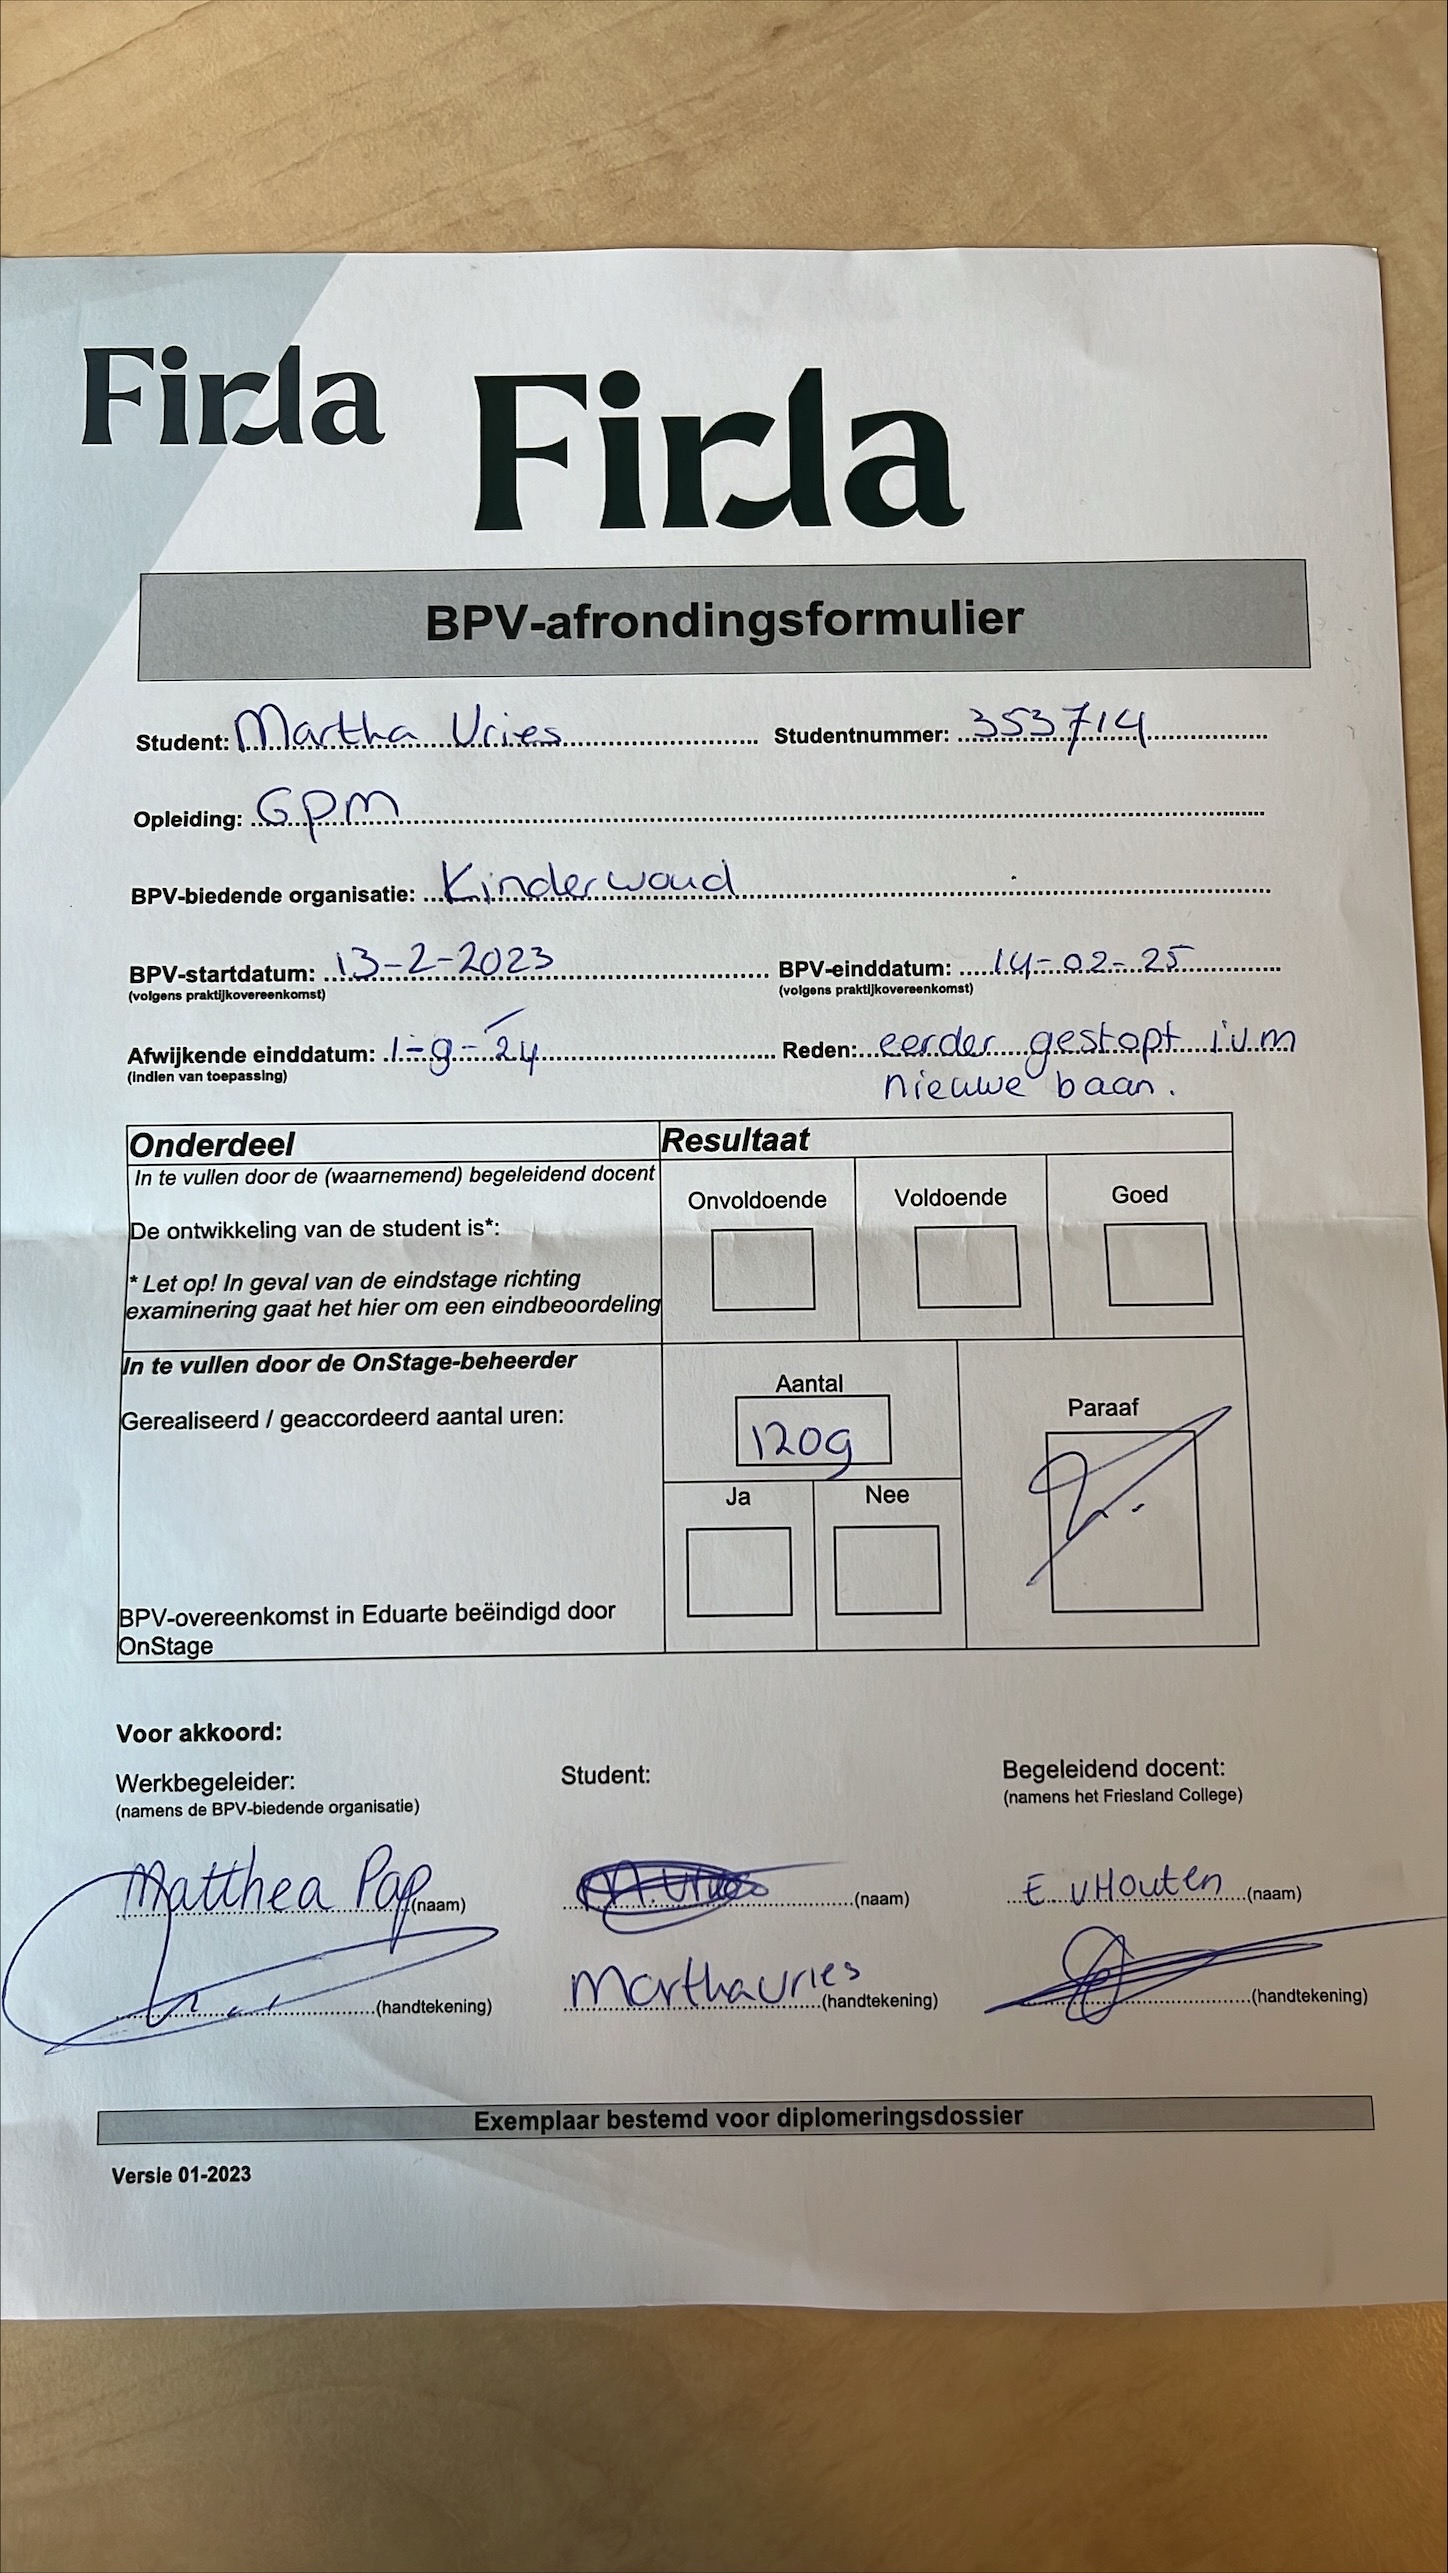 Firda Firda
BPV-afrondingsformulier
Student: Martha Vries Studentnummer: 353714
Opleiding: GPM
BPV-biedende organisatie: Kinderwoud
BPV-startdatum: 13-2-2023 BPV-einddatum: 14-02-25
(volgens praktijkovereenkomst) (volgens praktijkovereenkomst)
Afwijkende einddatum: 1-9-24 Reden: eerder gestopt i.v.m
(indien van toepassing) nieuwe baan.
Onderdeel Resultaat
In te vullen door de (waarnemend) begeleidend docent
Onvoldoende Voldoende Goed
De ontwikkeling van de student is*:
* Let op! In geval van de eindstage richting
examinering gaat het hier om een eindbeoordeling
In te vullen door de OnStage-beheerder
Aantal
Paraaf
Gerealiseerd / geaccordeerd aantal uren:
1209
Ja Nee
BPV-overeenkomst in Eduarte beëindigd door
OnStage
Voor akkoord:
Werkbegeleider: Student: Begeleidend docent:
(namens de BPV-biedende organisatie) (namens het Friesland College)
Matthea Pap (naam) M. Vries (naam) E. v Houten (naam)
(handtekening) Martha Vries (handtekening) (handtekening)
Exemplaar bestemd voor diplomeringsdossier
Versie 01-2023